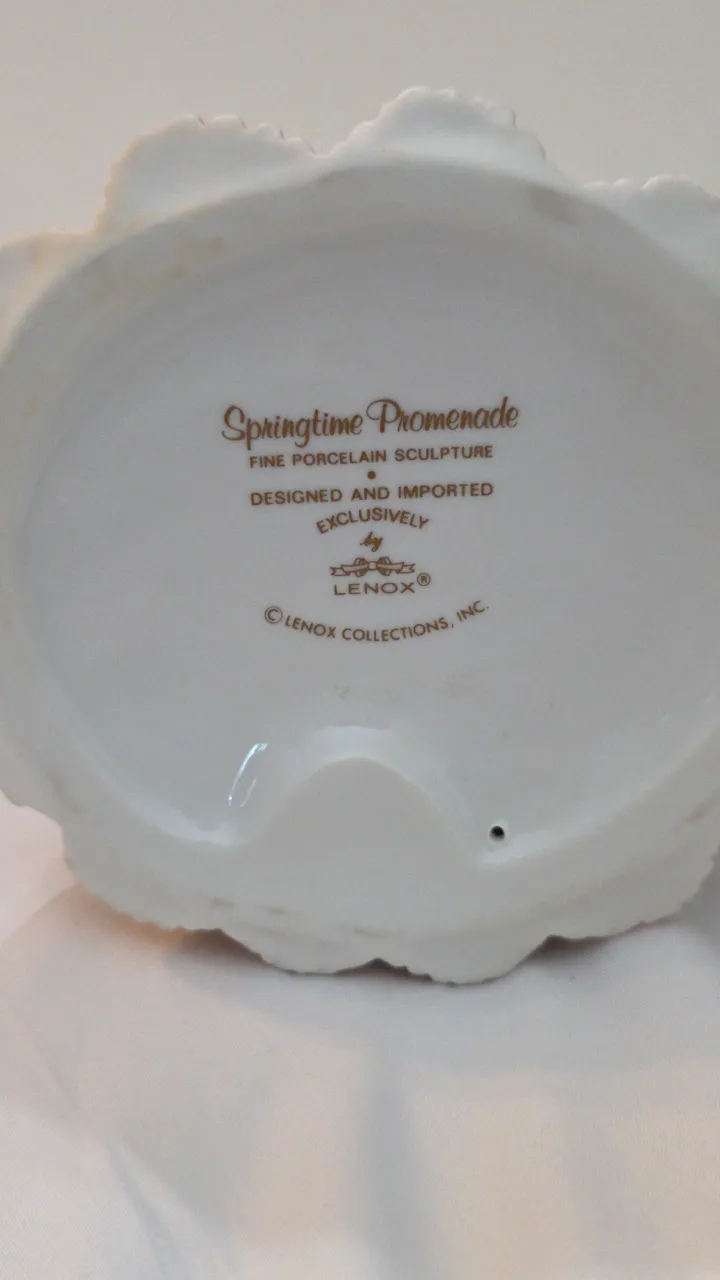 Springtime Promenade
FINE PORCELAIN SCULPTURE
•
DESIGNED AND IMPORTED
EXCLUSIVELY
by
LENOX®
© LENOX COLLECTIONS, INC.